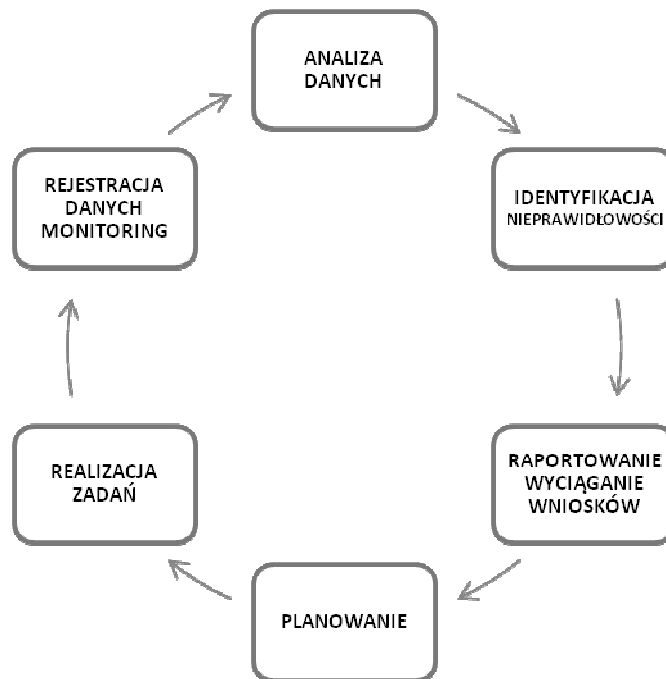 ANALIZA
DANYCH
IDENTYFIKACJA
NIEPRAWIDŁOWOŚCI
RAPORTOWANIE
WYCIĄGANIE
WNIOSKÓW
PLANOWANIE
REALIZACJA
ZADAŃ
REJESTRACJA
DANYCH
MONITORING